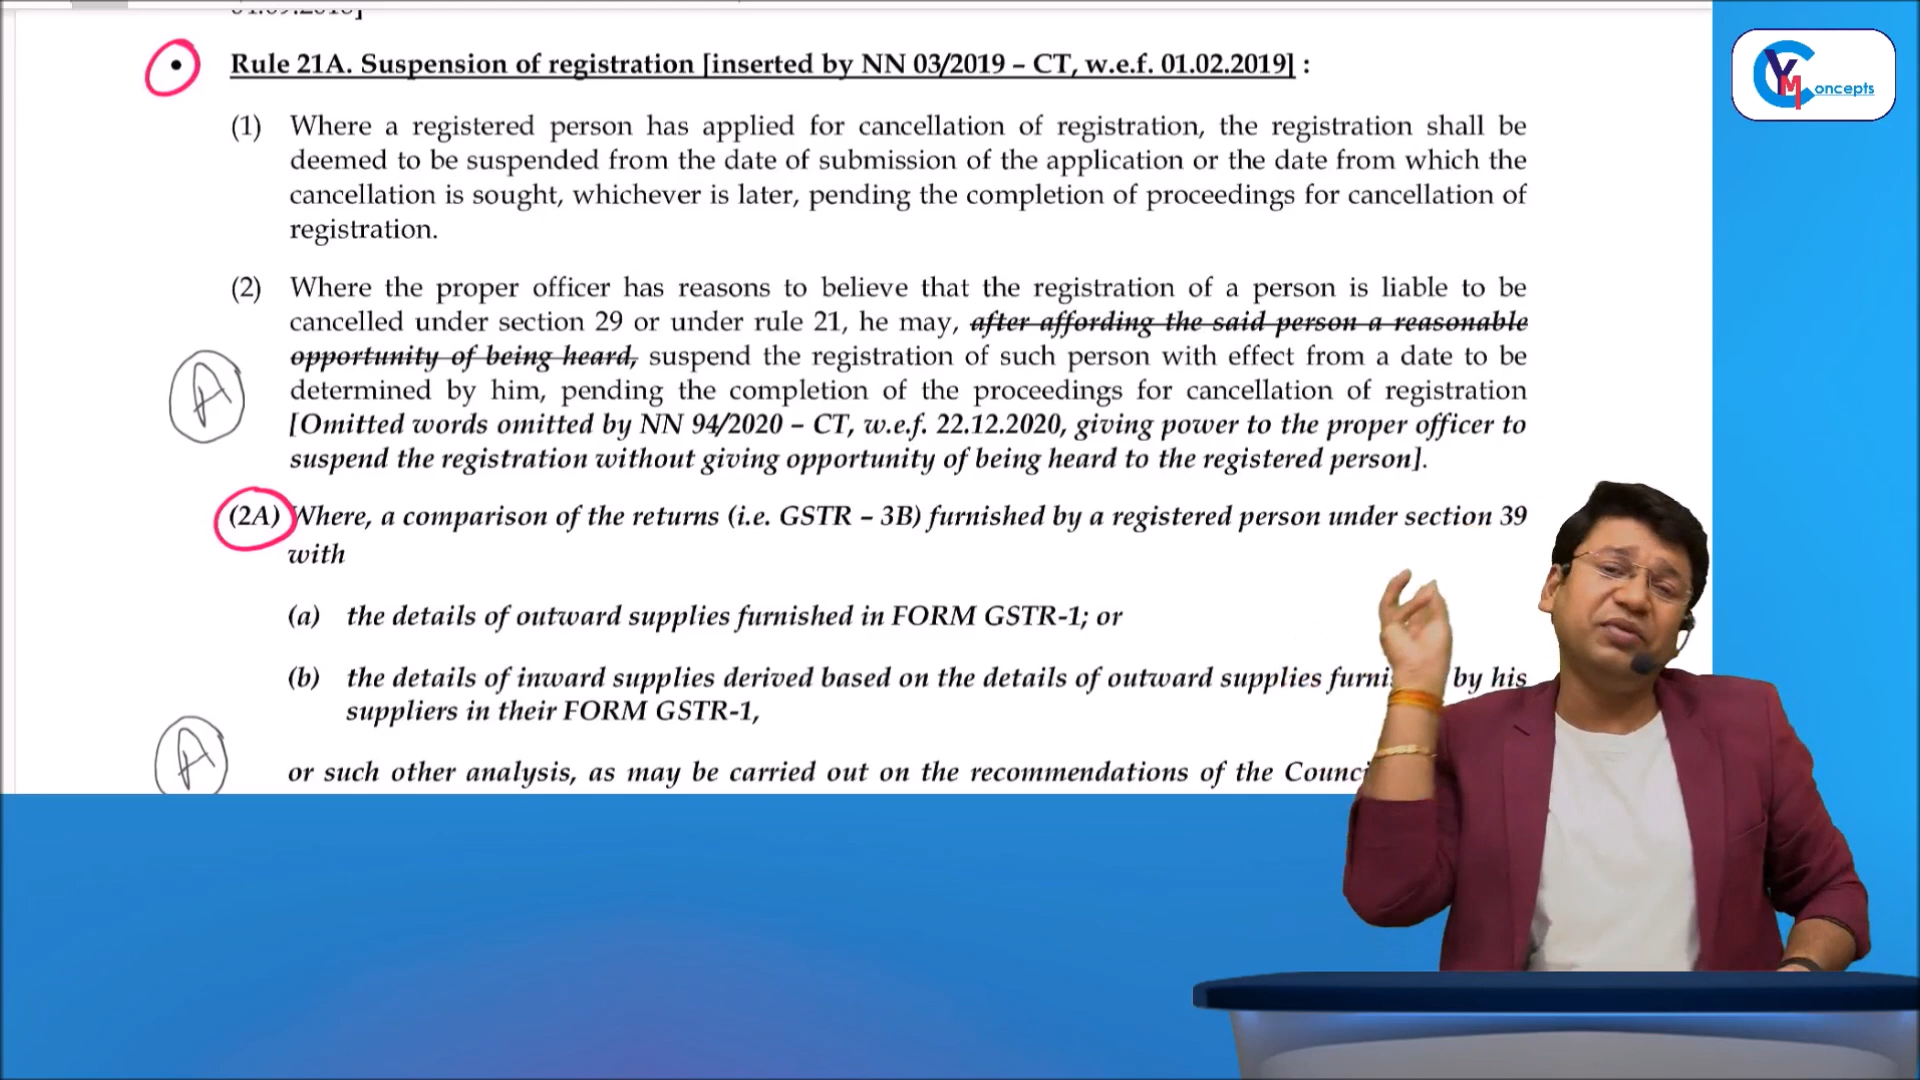 Rule 21A. Suspension of registration [inserted by NN 03/2019 – CT, w.e.f. 01.02.2019] :
(1) Where a registered person has applied for cancellation of registration, the registration shall be
deemed to be suspended from the date of submission of the application or the date from which the
cancellation is sought, whichever is later, pending the completion of proceedings for cancellation of
registration.
(2) Where the proper officer has reasons to believe that the registration of a person is liable to be
cancelled under section 29 or under rule 21, he may, after affording the said person a reasonable
opportunity of being heard, suspend the registration of such person with effect from a date to be
determined by him, pending the completion of the proceedings for cancellation of registration
[Omitted words omitted by NN 94/2020 – CT, w.e.f. 22.12.2020, giving power to the proper officer to
suspend the registration without giving opportunity of being heard to the registered person].
A
(2A) Where, a comparison of the returns (i.e. GSTR – 3B) furnished by a registered person under section 39
with
(a) the details of outward supplies furnished in FORM GSTR-1; or
(b) the details of inward supplies derived based on the details of outward supplies by his
suppliers in their FORM GSTR-1,
A
or such other analysis, as may be carried out on the recommendations of the
YM Concepts